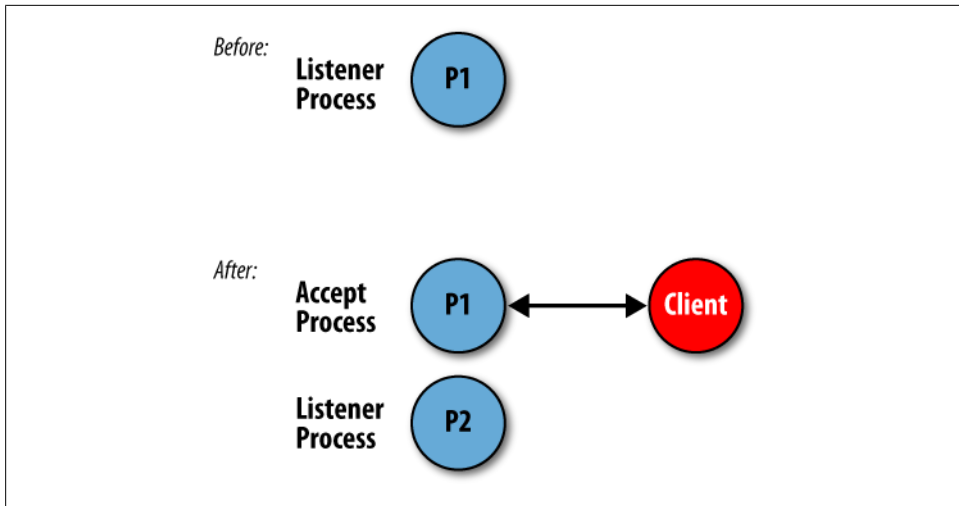 Before:
Listener
Process
P1
After:
Accept
Process
P1
Client
Listener
Process
P2